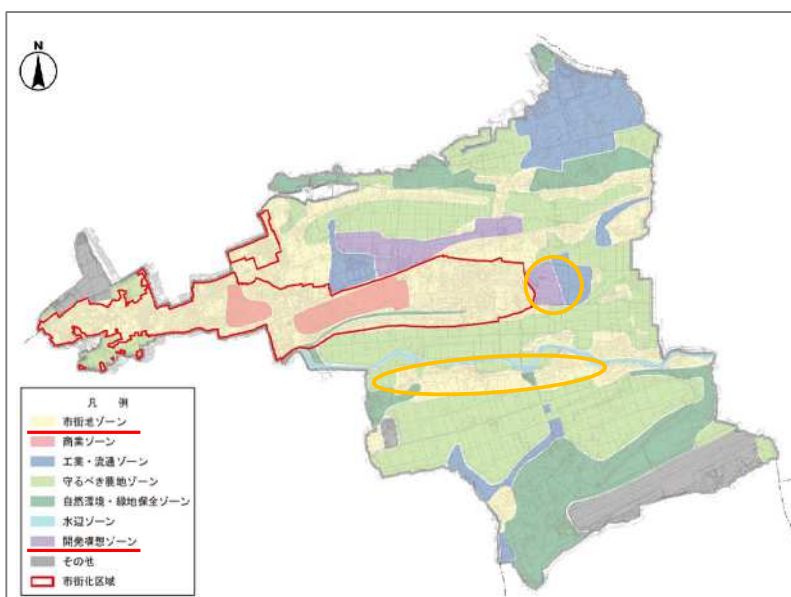 N
凡 例
市街地ゾーン
商業ゾーン
工業・流通ゾーン
守るべき農地ゾーン
自然環境・緑地保全ゾーン
水辺ゾーン
開発構想ゾーン
その他
市街化区域